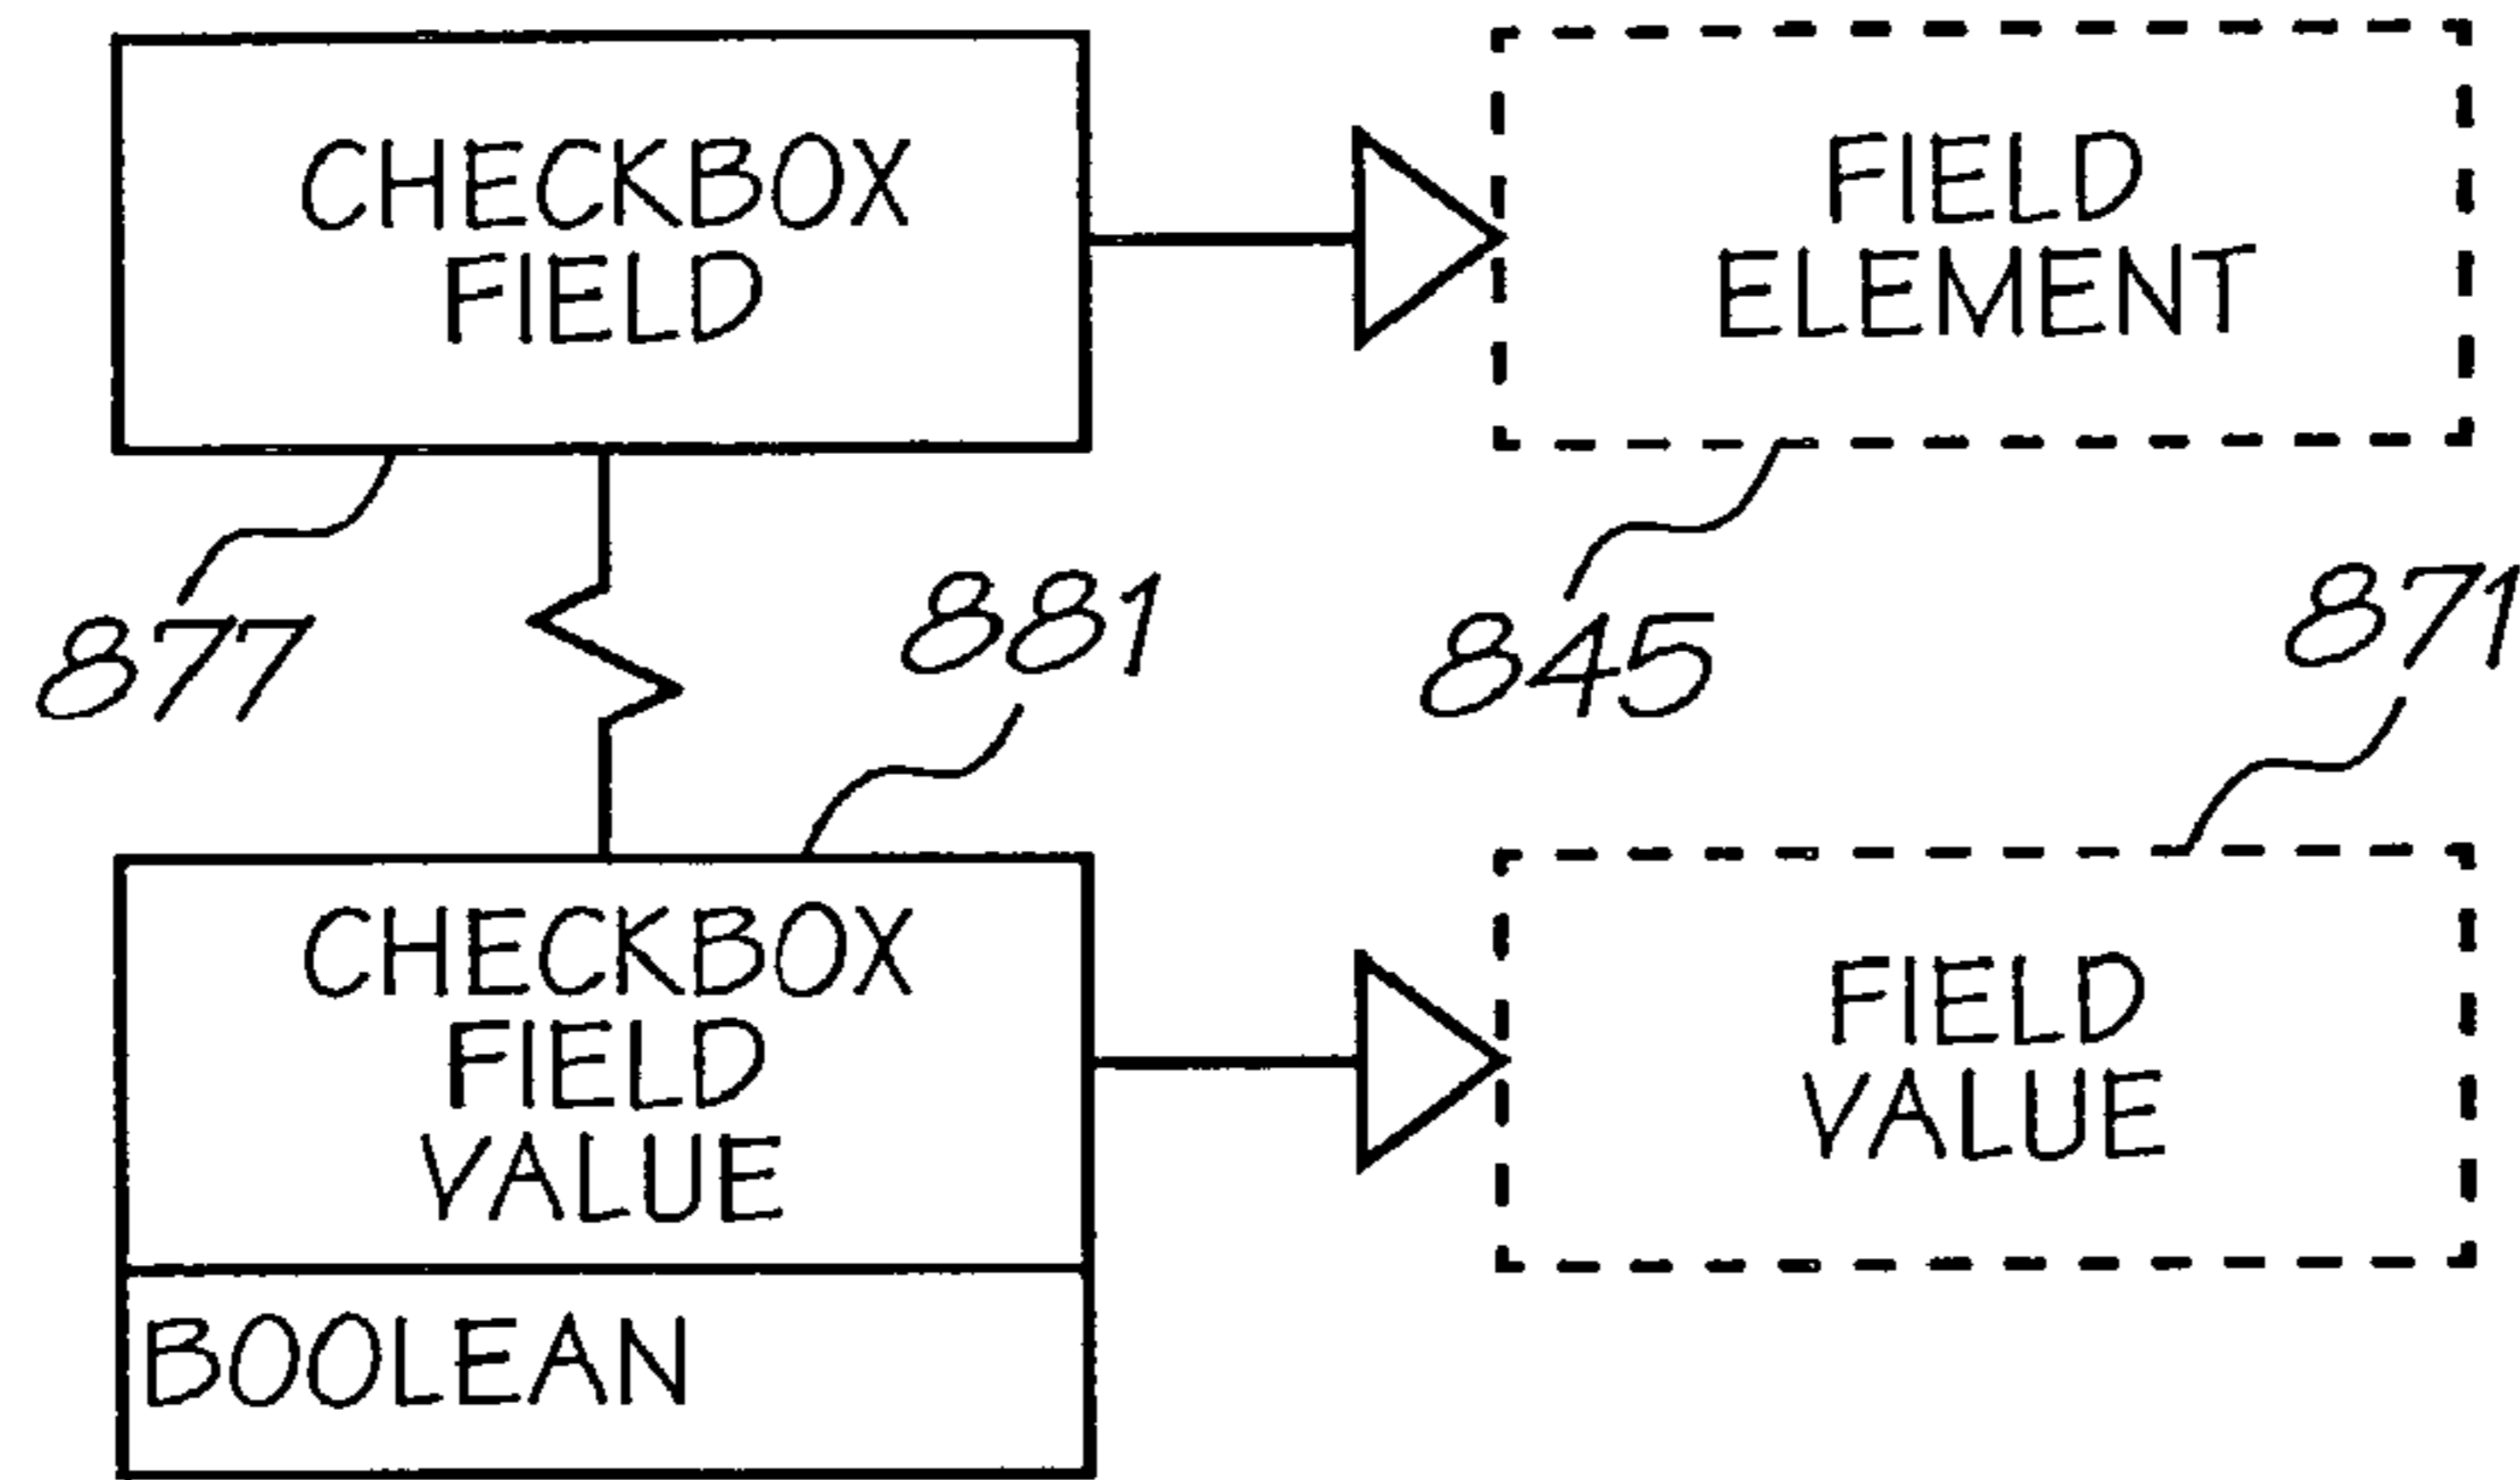 CHECKBOX
FIELD
FIELD
ELEMENT
877
881
845
871
CHECKBOX
FIELD
VALUE
BOOLEAN
FIELD
VALUE